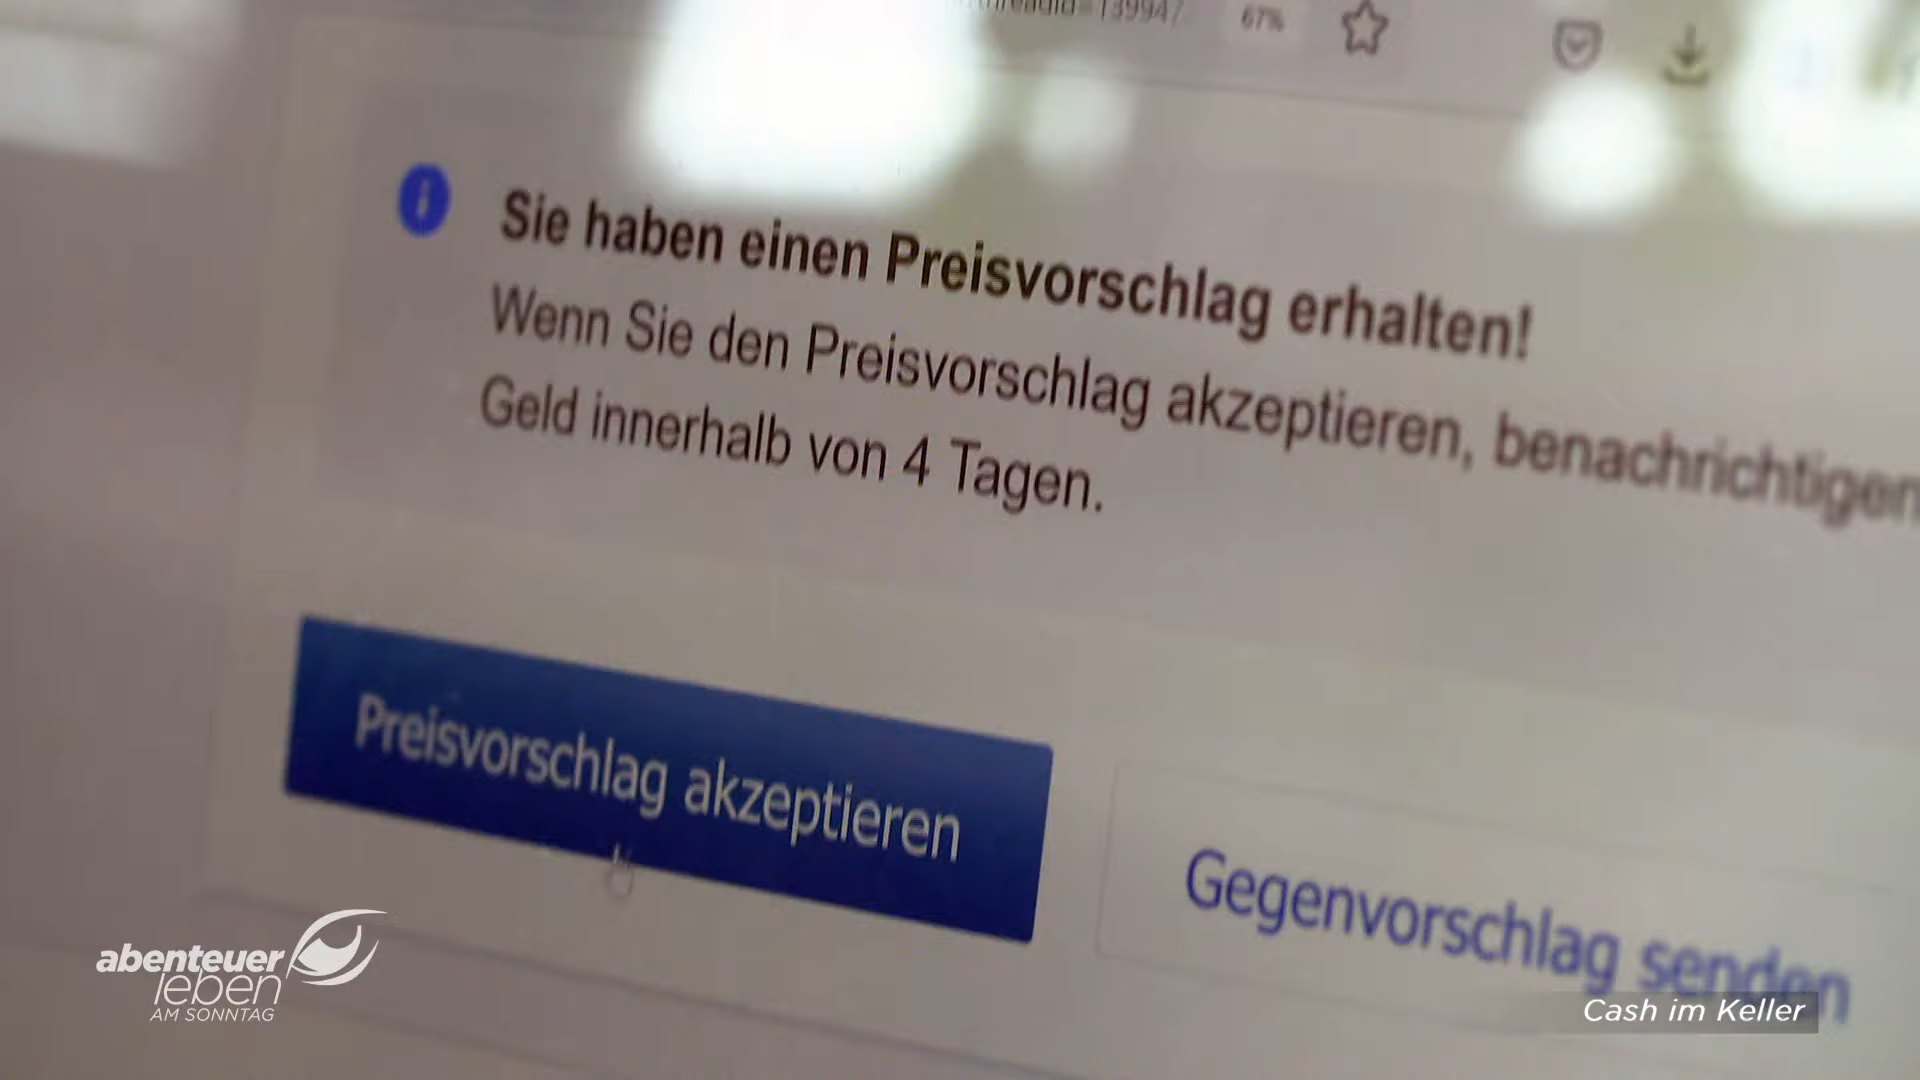 67%
Sie haben einen Preisvorschlag erhalten!
Wenn Sie den Preisvorschlag akzeptieren, benachrichtigen
Geld innerhalb von 4 Tagen.
Preisvorschlag akzeptieren
Gegenvorschlag senden
abenteuer
leben
AM SONNTAG
Cash im Keller